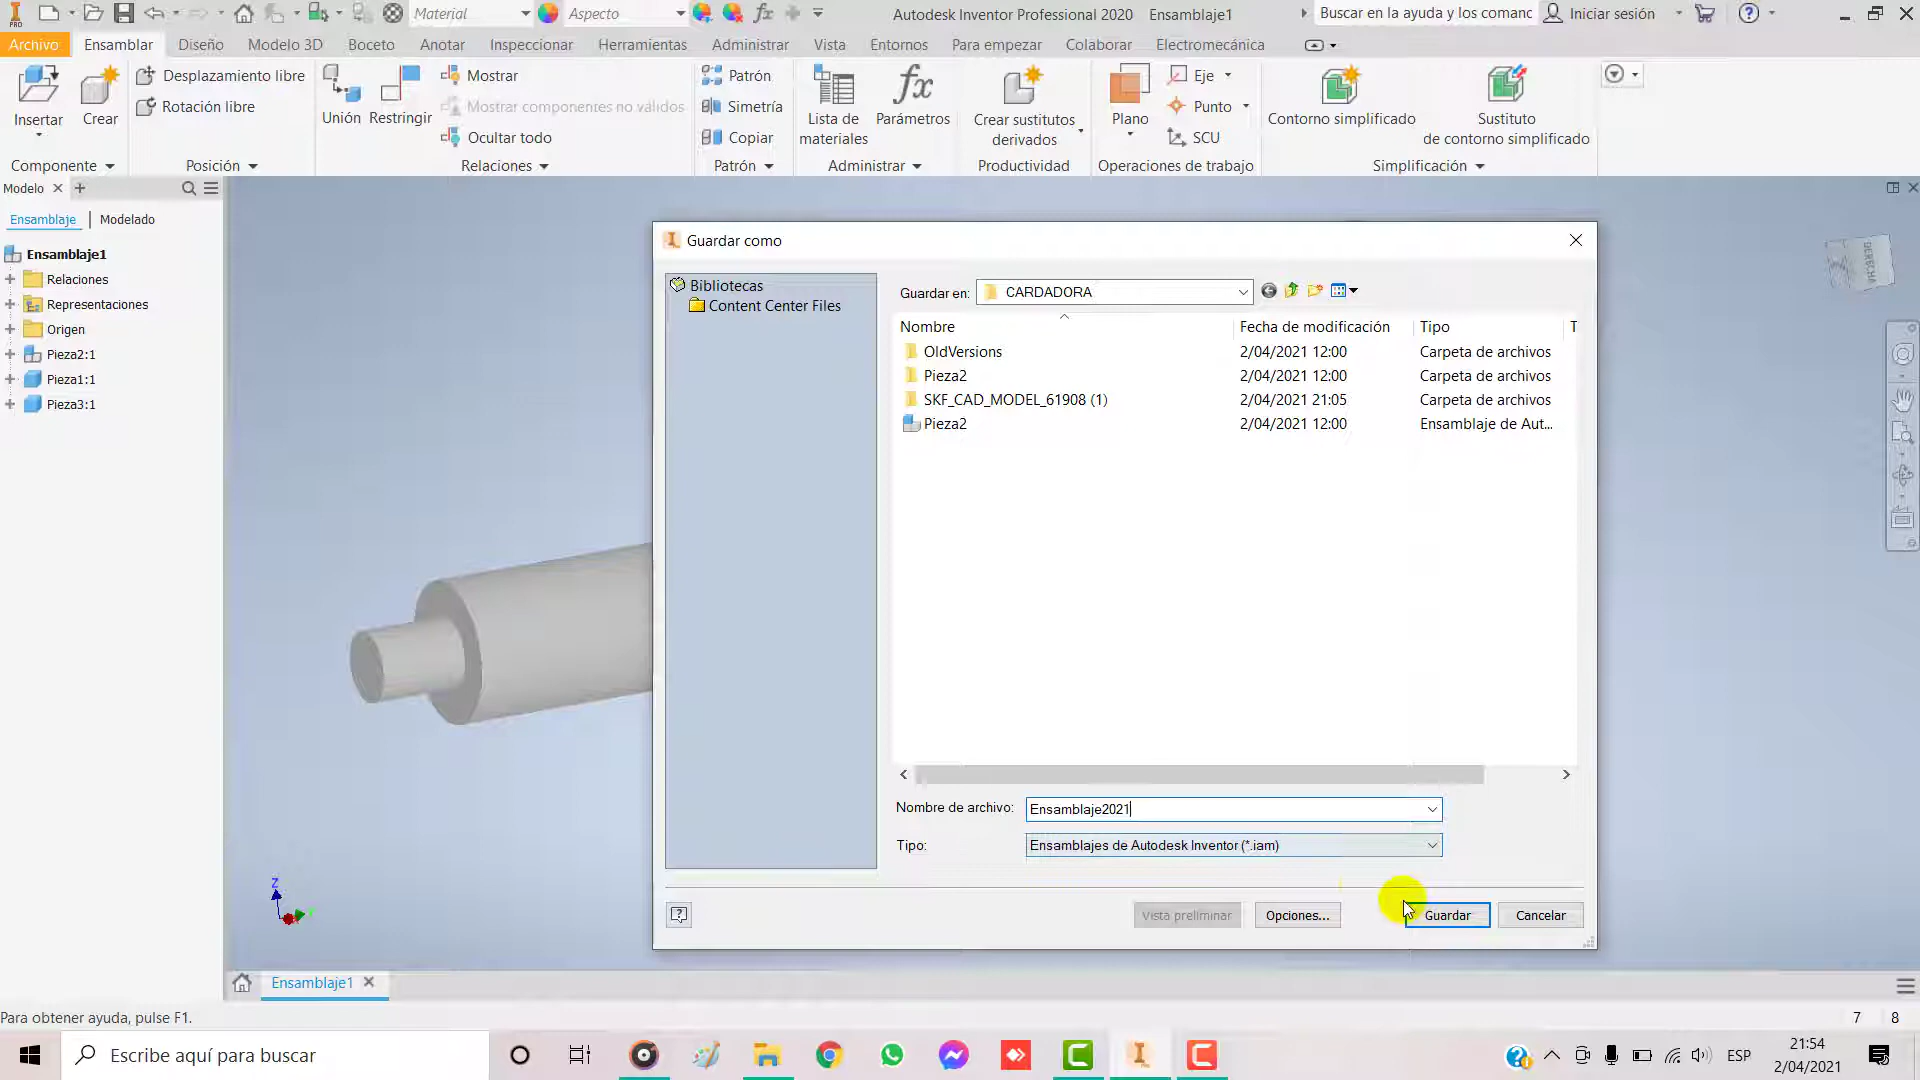 Material
Aspecto
Autodesk Inventor Professional 2020 Ensamblaje1
Buscar en la ayuda y los comanc
Iniciar sesión
Archivo Ensamblar Diseño Modelo 3D Boceto Anotar Inspeccionar Herramientas Administrar Vista Entornos Para empezar Colaborar Electromecánica
Insertar
Crear
Componente
Desplazamiento libre
Rotación libre
Posición
Unión
Restringir
Mostrar
Mostrar componentes no válidos
Ocultar todo
Relaciones
Patrón
Simetría
Copiar
Patrón
Lista de
materiales
Parámetros
Administrar
Crear sustitutos
derivados
Productividad
Plano
Eje
Punto
SCU
Operaciones de trabajo
Contorno simplificado
Sustituto
de contorno simplificado
Simplificación
Modelo
Ensamblaje Modelado
Ensamblaje1
Relaciones
Representaciones
Origen
Pieza2:1
Pieza1:1
Pieza3:1
Guardar como
Bibliotecas
Content Center Files
Guardar en: CARDADORA
Nombre Fecha de modificación Tipo T
OldVersions 2/04/2021 12:00 Carpeta de archivos
Pieza2 2/04/2021 12:00 Carpeta de archivos
SKF_CAD_MODEL_61908 (1) 2/04/2021 21:05 Carpeta de archivos
Pieza2 2/04/2021 12:00 Ensamblaje de Aut...
Nombre de archivo: Ensamblaje2021
Tipo: Ensamblajes de Autodesk Inventor (*.iam)
Vista preliminar Opciones... Guardar Cancelar
Z
Y
Ensamblaje1
Para obtener ayuda, pulse F1.
7 8
Escribe aquí para buscar
ESP
21:54
2/04/2021